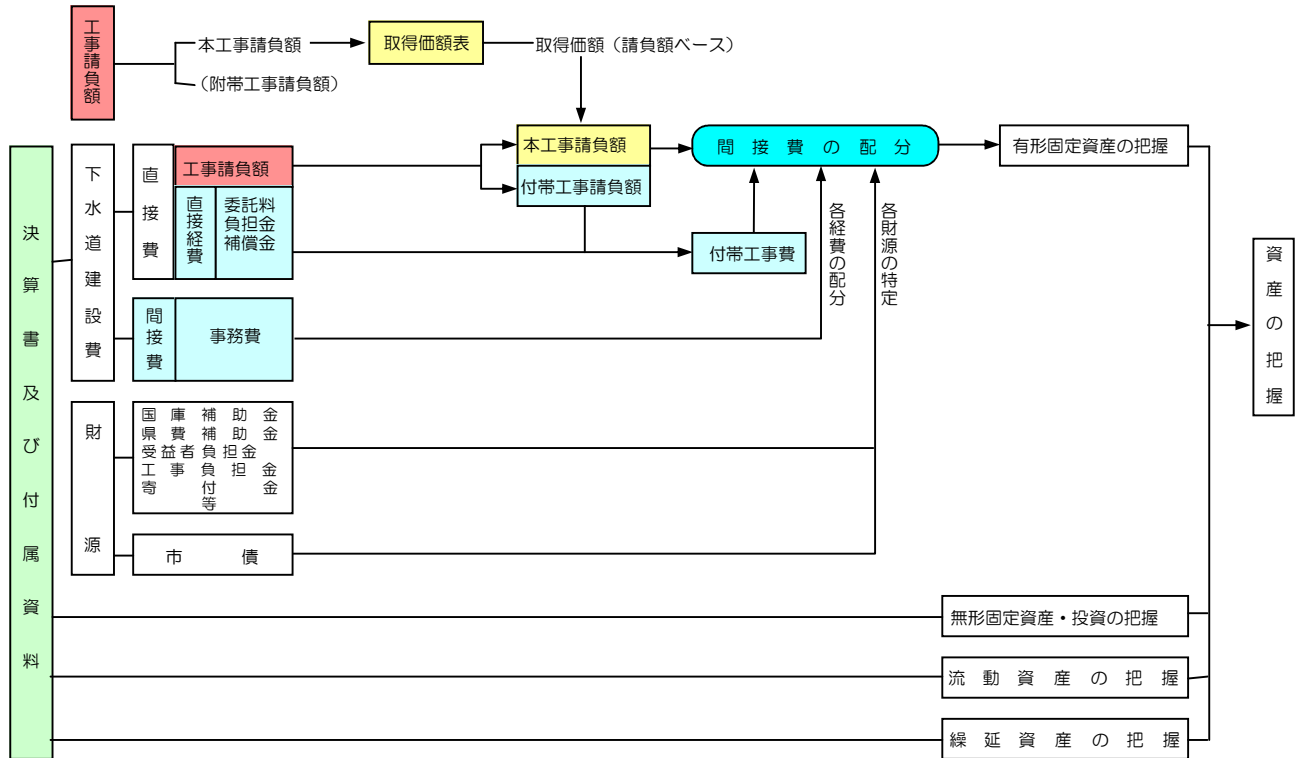 工事請負額
本工事請負額
(附帯工事請負額)
取得価額表
取得価額（請負額ベース）
決算書及び付属資料
下水道建設費
直接費
工事請負額
直接経費
委託料
負担金
補償金
間接費
事務費
本工事請負額
付帯工事請負額
付帯工事費
間接費の配分
各経費の配分
各財源の特定
有形固定資産の把握
資産の把握
財源
国庫補助金
県費補助金
受益者負担金
工事負担金
寄付金
等
市債
無形固定資産・投資の把握
流動資産の把握
繰延資産の把握